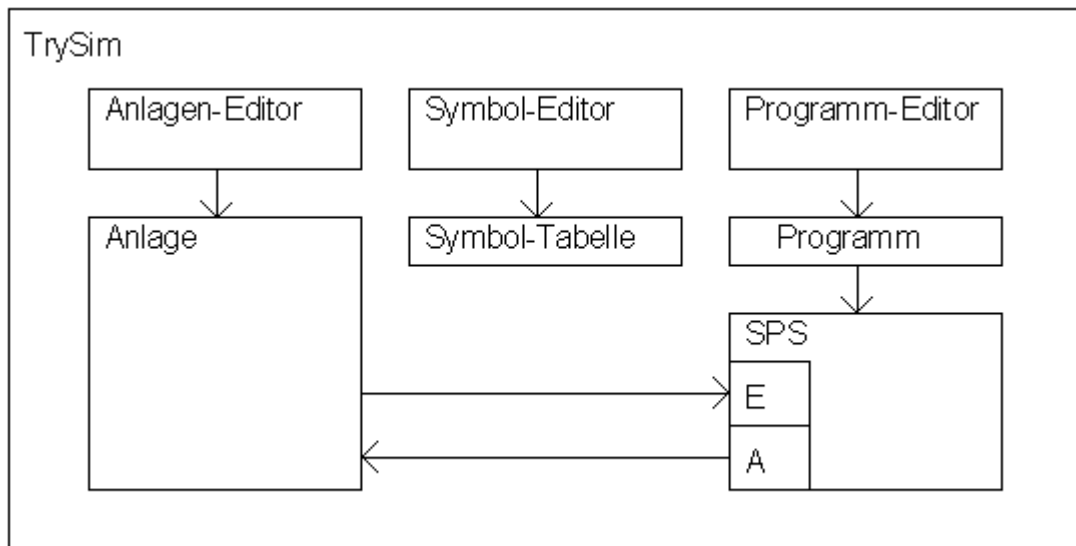 TrySim
Anlagen-Editor
Symbol-Editor
Programm-Editor
Anlage
Symbol-Tabelle
Programm
SPS
E
A